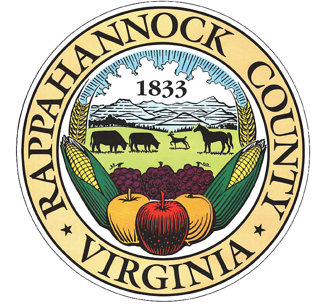 RAPPAHANNOCK COUNTY
1833
★ VIRGINIA ★